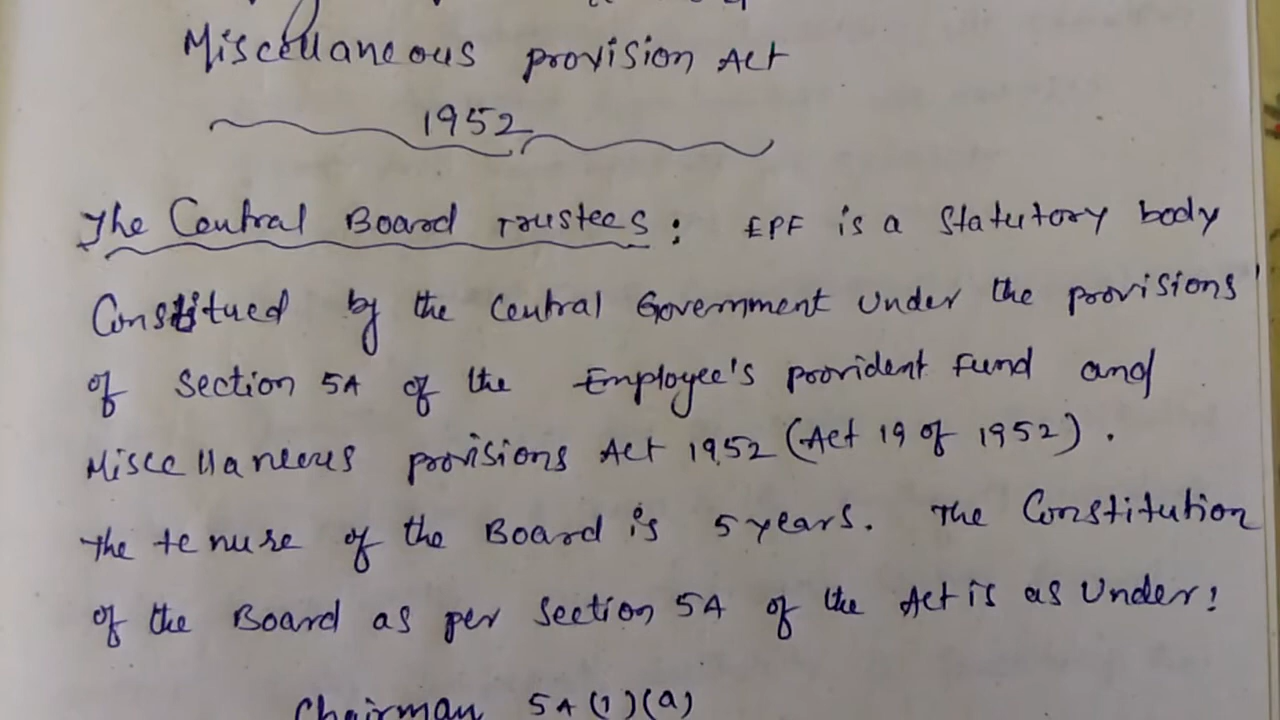 Miscellaneous provision Act
1952
The Central Board Trustees : EPF is a Statutory body
Constitued by the Central Government Under the provisions
of Section 5A of the Employee's provident Fund and
Miscellaneous provisions Act 1952 (Act 19 of 1952) .
The tenure of the Board is 5 years. The Constitution
of the Board as per Section 5A of the Act is as Under:
Chairman 5A (1)(a)